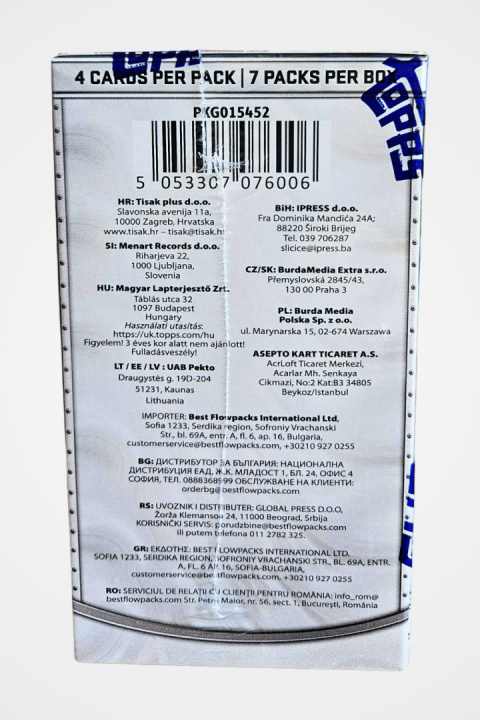 TOPPS
4 CARDS PER PACK | 7 PACKS PER BOX
TOPPS
PKG015452
5 053307 076006
HR: Tisak plus d.o.o.
Slavonska avenija 11a,
10000 Zagreb, Hrvatska
www.tisak.hr – tisak@tisak.hr
SI: Menart Records d.o.o.
Riharjeva 22,
1000 Ljubljana,
Slovenia
HU: Magyar Lapterjesztő Zrt.
Táblás utca 32
1097 Budapest
Hungary
Használati utasítás:
https://uk.topps.com/hu
Figyelem! 3 éves kor alatt nem ajánlott!
Fulladásveszély!
LT / EE / LV : UAB Pekto
Draugystės g. 19D-204
51231, Kaunas
Lithuania
BiH: IPRESS d.o.o.
Fra Dominika Mandića 24A;
88220 Široki Brijeg
Tel. 039 706287
slicice@ipress.ba
CZ/SK: BurdaMedia Extra s.r.o.
Přemyslovská 2845/43,
130 00 Praha 3
PL: Burda Media
Polska Sp. z o.o.
ul. Marynarska 15, 02-674 Warszawa
ASEPTO KART TICARET A.S.
AcrLoft Ticaret Merkezi,
Acarlar Mh. Senkaya
Cikmazi, No:2 Kat:B3 34805
Beykoz/Istanbul
IMPORTER: Best Flowpacks International Ltd,
Sofia 1233, Serdika region, Sofroniy Vrachanski
Str., bl. 69A, entr. A, fl. 6, ap. 16, Bulgaria,
customerservice@bestflowpacks.com, +30210 927 0255
BG: ДИСТРИБУТОР ЗА БЪЛГАРИЯ: НАЦИОНАЛНА
ДИСТРИБУЦИЯ ЕАД, Ж.К. МЛАДОСТ 1, БЛ. 24, ОФИС 4
СОФИЯ, ТЕЛ. 0888368999 ОБСЛУЖВАНЕ НА КЛИЕНТИ:
orderbg@bestflowpacks.com
RS: UVOZNIK I DISTRIBUTER: GLOBAL PRESS D.O.O,
Žorža Klemansoa 24, 11000 Beograd, Srbija
KORISNIČKI SERVIS: porudzbine@bestflowpacks.com
ili putem telefona 011 2782 325.
GR: ΕΚΔΟΤΗΣ: BEST FLOWPACKS INTERNATIONAL LTD,
SOFIA 1233, SERDIKA REGION, SOFRONIY VRACHANSKI STR., BL. 69A, ENTR.
A, FL. 6 AP. 16, SOFIA-BULGARIA,
customerservice@bestflowpacks.com, +30210 927 0255
RO: SERVICIUL DE RELAȚII CU CLIENȚII PENTRU ROMÂNIA: info_rom@
bestflowpacks.com Str. Petru Maior, nr. 56, sect. 1, București, România